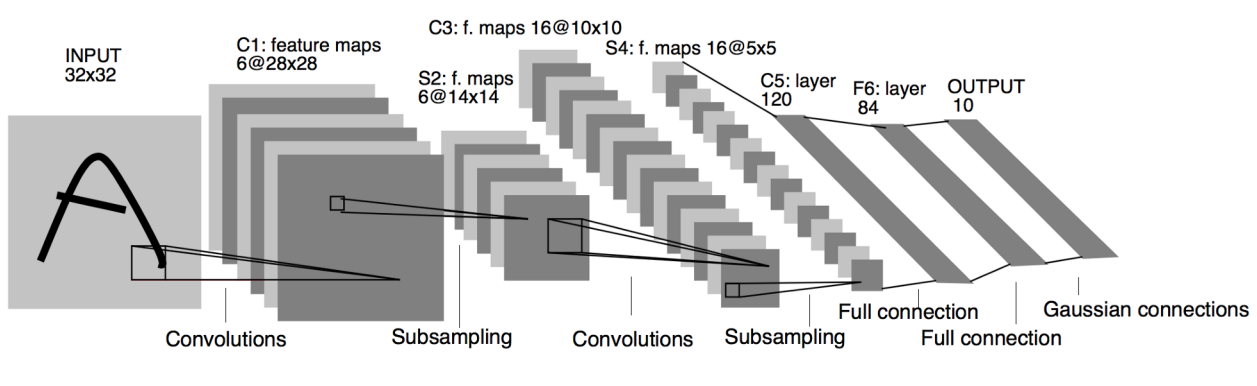 INPUT
32x32
C1: feature maps
6@28x28
S2: f. maps
6@14x14
C3: f. maps 16@10x10
S4: f. maps 16@5x5
C5: layer
120
F6: layer
84
OUTPUT
10
Convolutions
Subsampling
Convolutions
Subsampling
Full connection
Full connection
Gaussian connections